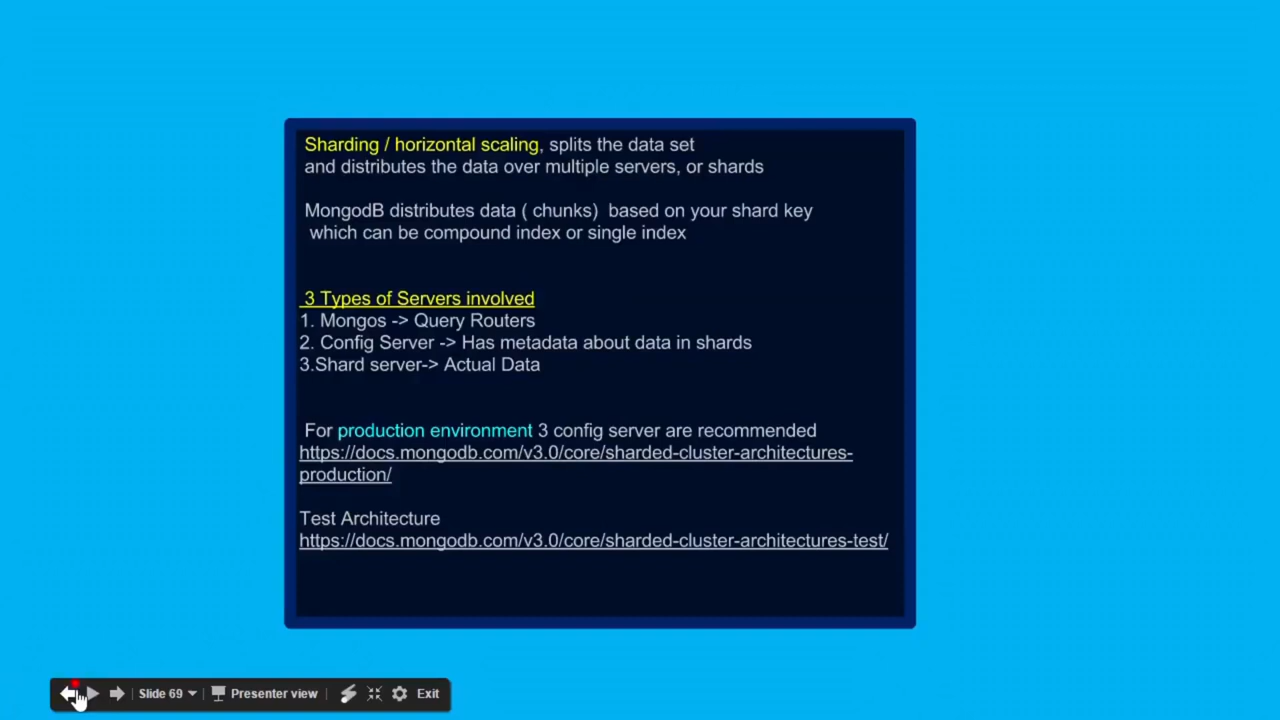 Sharding / horizontal scaling, splits the data set
and distributes the data over multiple servers, or shards
MongodB distributes data ( chunks) based on your shard key
which can be compound index or single index
3 Types of Servers involved
1. Mongos -> Query Routers
2. Config Server -> Has metadata about data in shards
3.Shard server-> Actual Data
For production environment 3 config server are recommended
https://docs.mongodb.com/v3.0/core/sharded-cluster-architectures-
production/
Test Architecture
https://docs.mongodb.com/v3.0/core/sharded-cluster-architectures-test/
Slide 69 Presenter view Exit